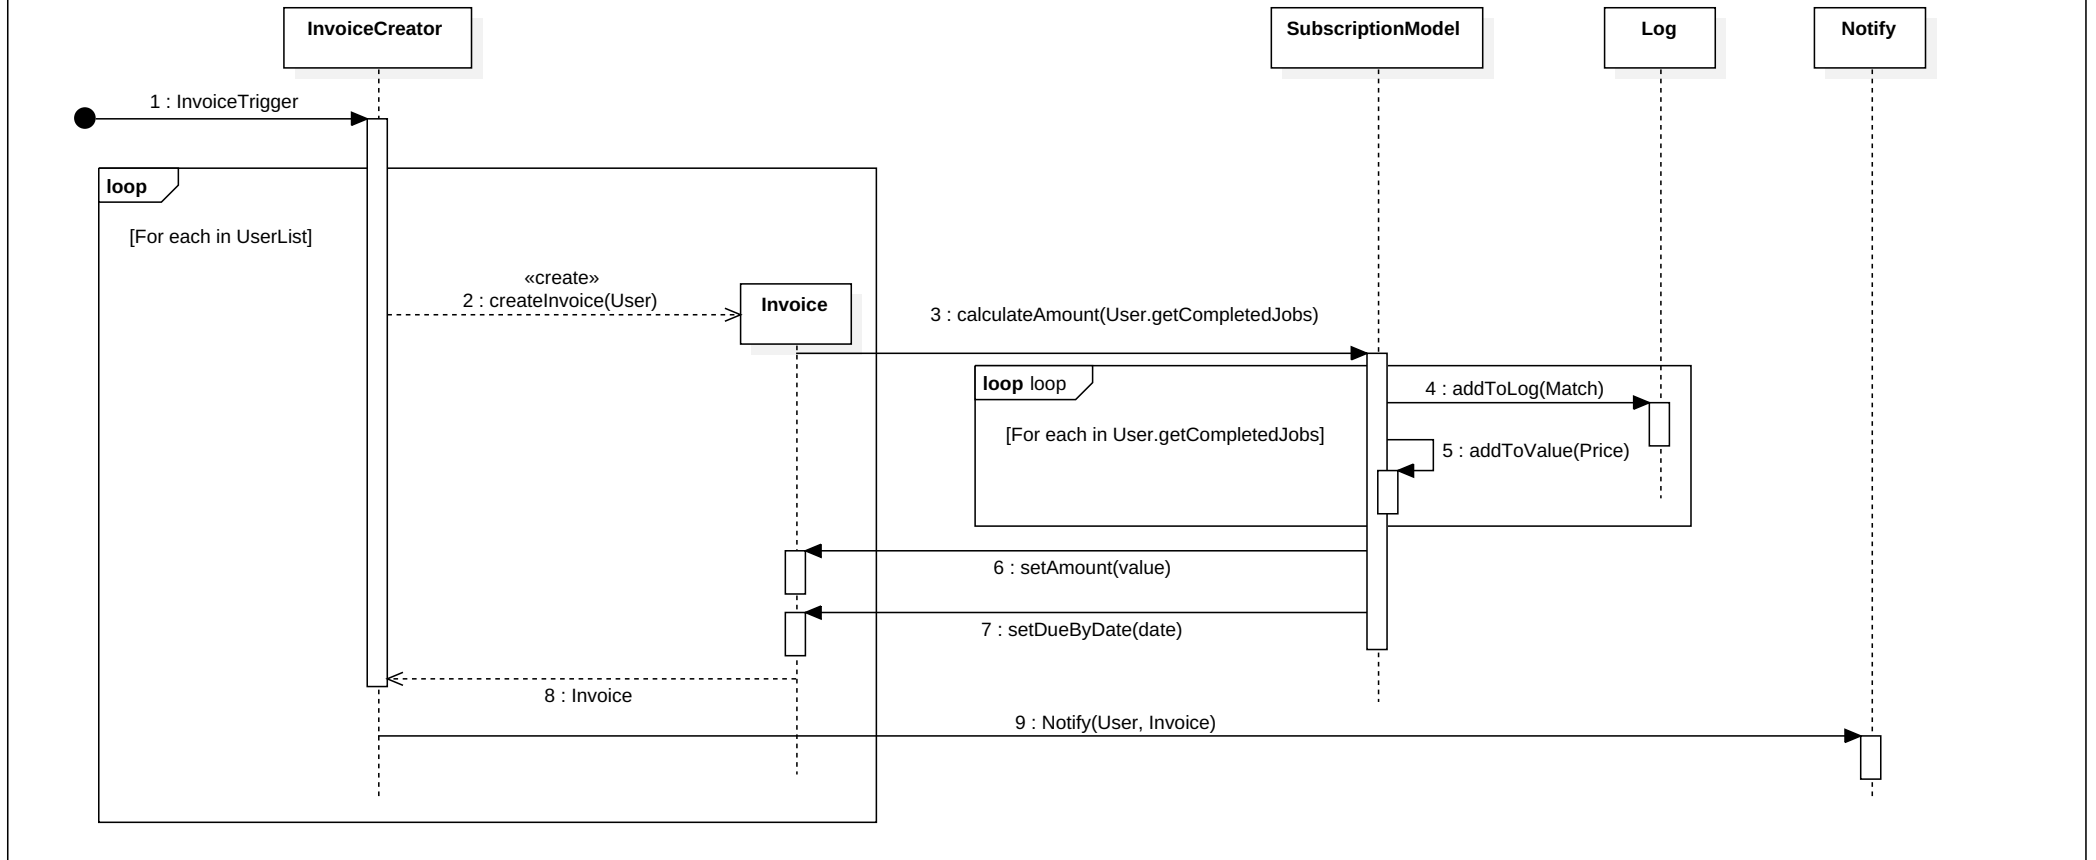 InvoiceCreator
SubscriptionModel
Log
Notify
1 : InvoiceTrigger
loop
[For each in UserList]
«create»
2 : createInvoice(User)
Invoice
3 : calculateAmount(User.getCompletedJobs)
loop loop
4 : addToLog(Match)
[For each in User.getCompletedJobs]
5 : addToValue(Price)
6 : setAmount(value)
7 : setDueByDate(date)
8 : Invoice
9 : Notify(User, Invoice)